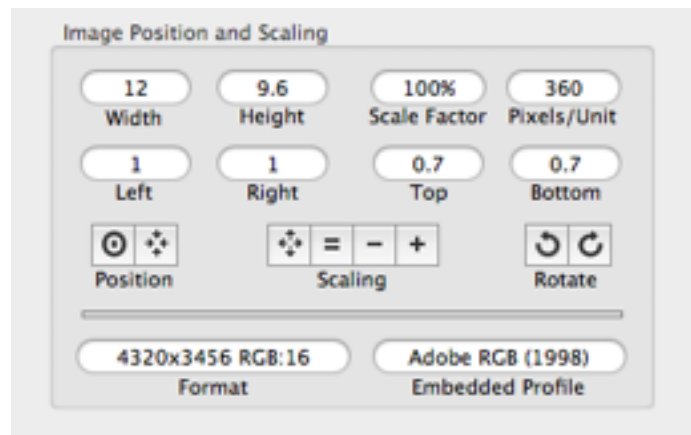 Image Position and Scaling
12 9.6 100% 360
Width Height Scale Factor Pixels/Unit
1 1 0.7 0.7
Left Right Top Bottom
= − +
Position Scaling Rotate
4320x3456 RGB:16 Adobe RGB (1998)
Format Embedded Profile